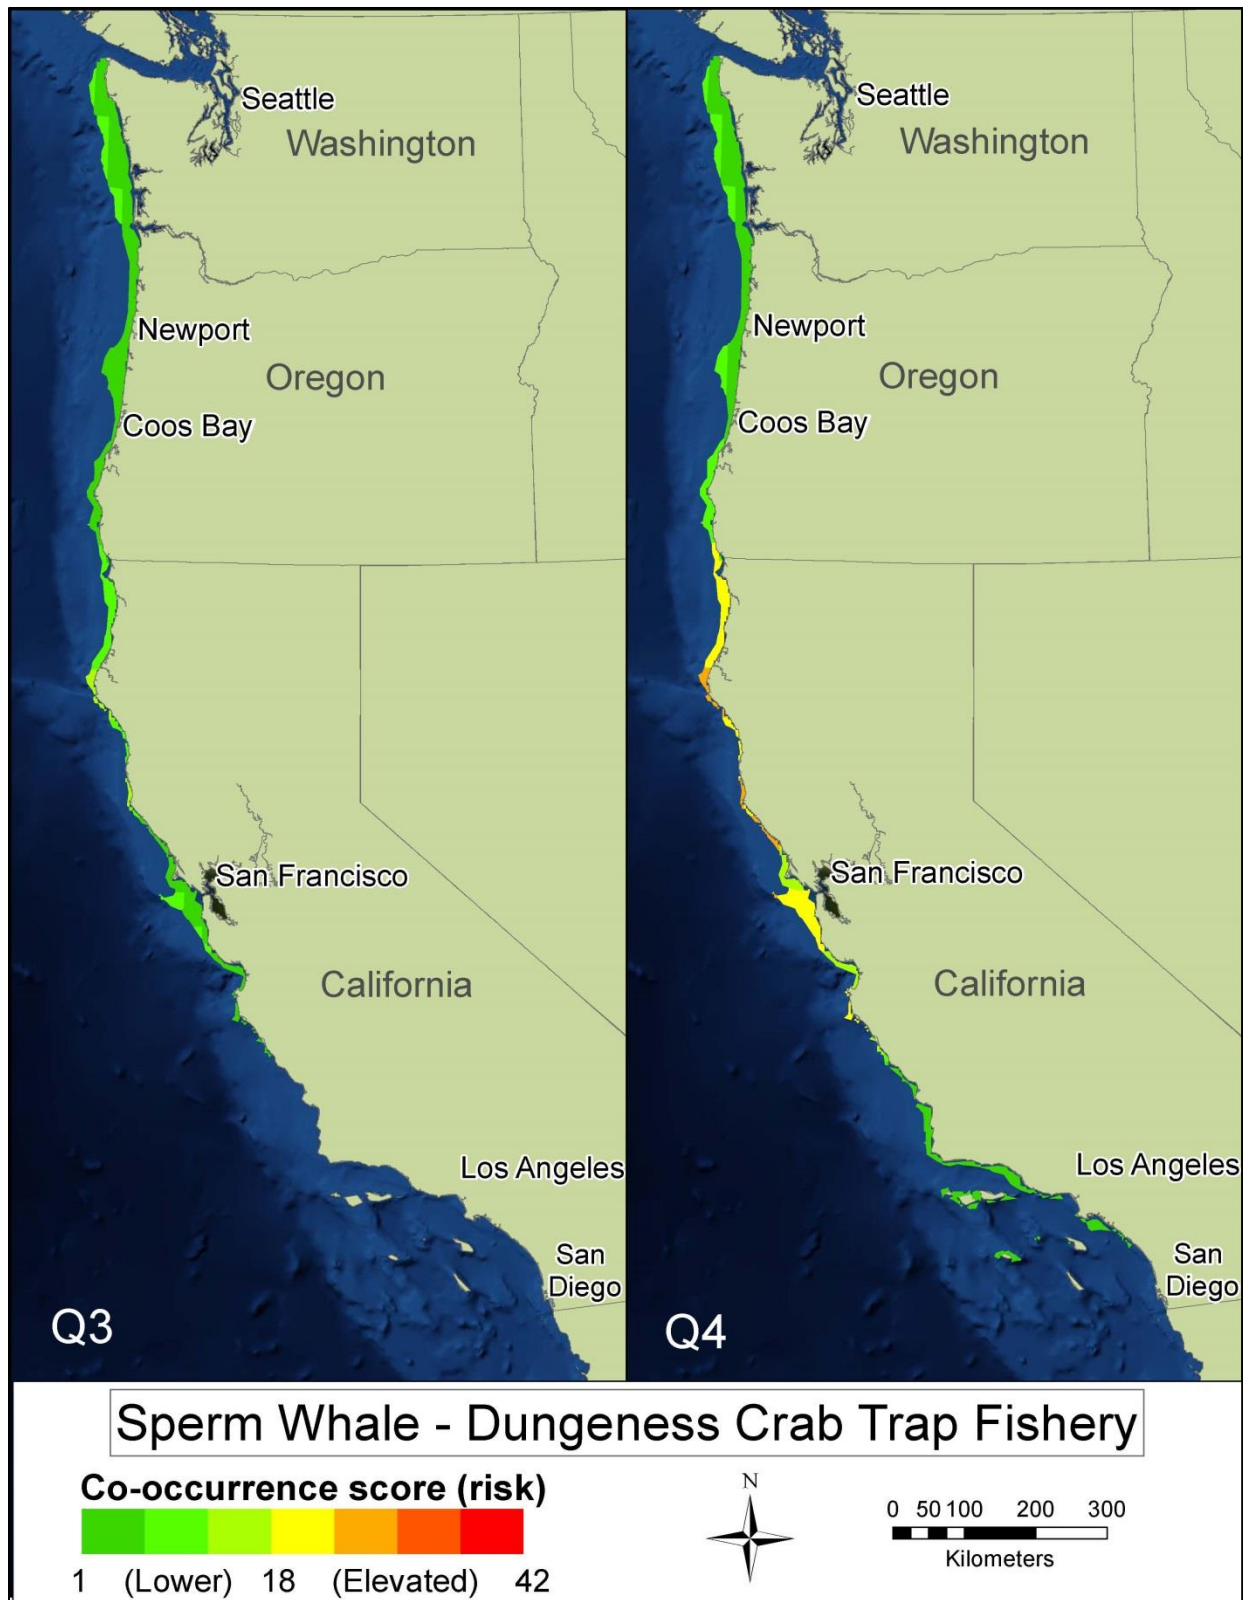 Seattle
Washington
Newport
Oregon
Coos Bay
San Francisco
California
Los Angeles
San
Diego
Q3
Seattle
Washington
Newport
Oregon
Coos Bay
San Francisco
California
Los Angeles
San
Diego
Q4
Sperm Whale - Dungeness Crab Trap Fishery
Co-occurrence score (risk)
1 (Lower) 18 (Elevated) 42
N
0 50 100 200 300
Kilometers